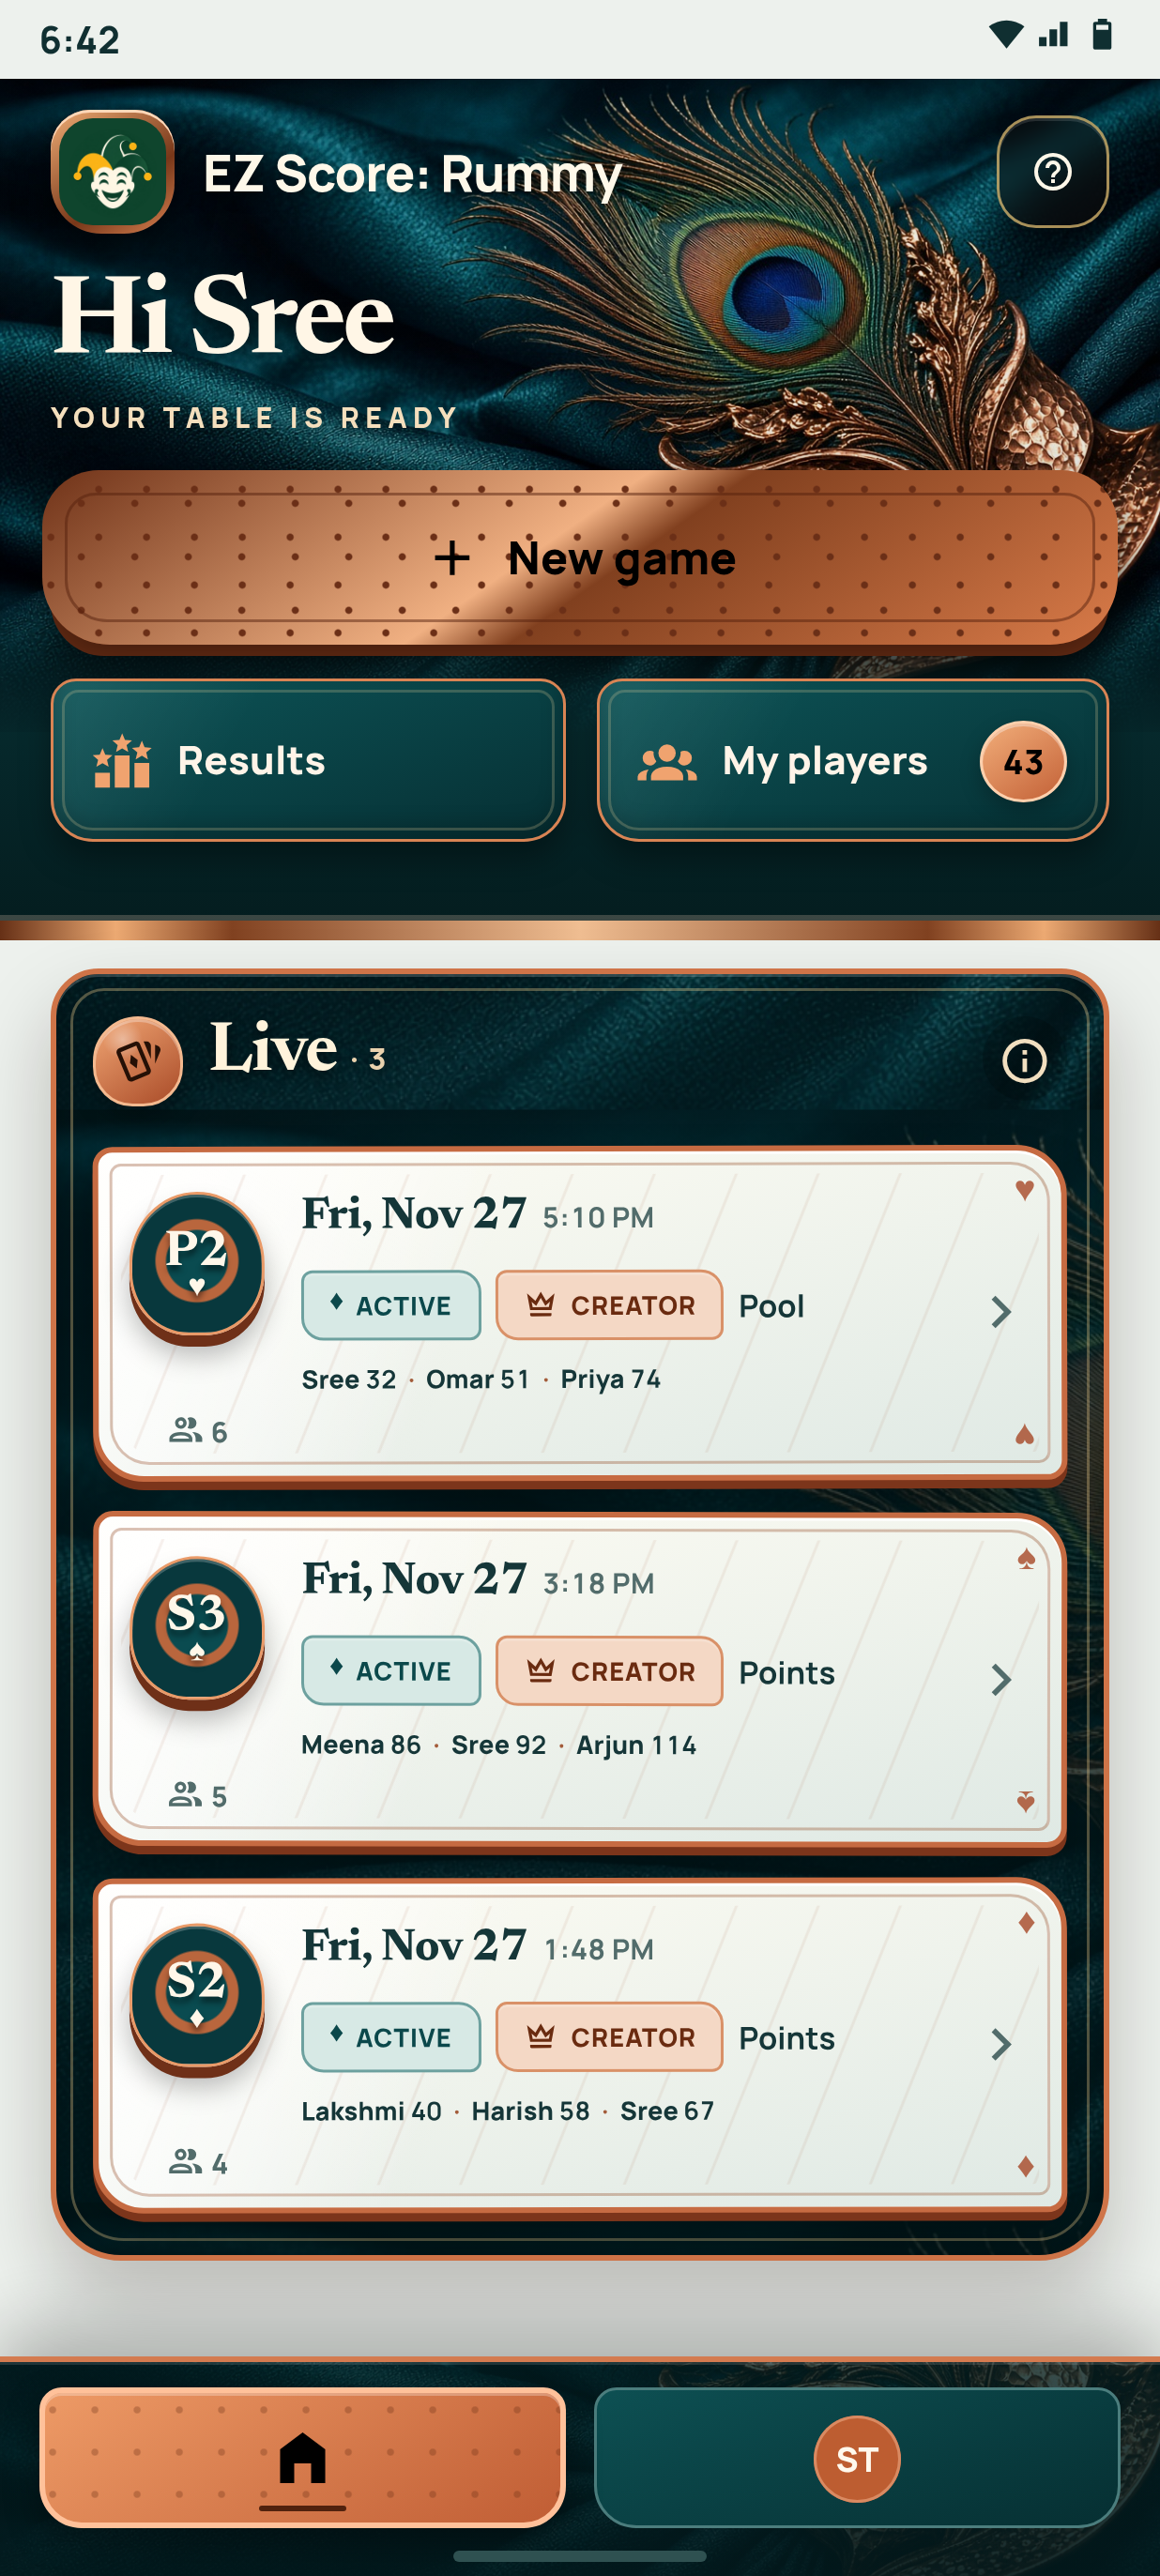 6:42
EZ Score: Rummy
Hi Sree
YOUR TABLE IS READY
+ New game
Results
My players 43
Live · 3
P2
Fri, Nov 27 5:10 PM
ACTIVE CREATOR Pool
Sree 32 · Omar 51 · Priya 74
6
S3
Fri, Nov 27 3:18 PM
ACTIVE CREATOR Points
Meena 86 · Sree 92 · Arjun 114
5
S2
Fri, Nov 27 1:48 PM
ACTIVE CREATOR Points
Lakshmi 40 · Harish 58 · Sree 67
4
ST